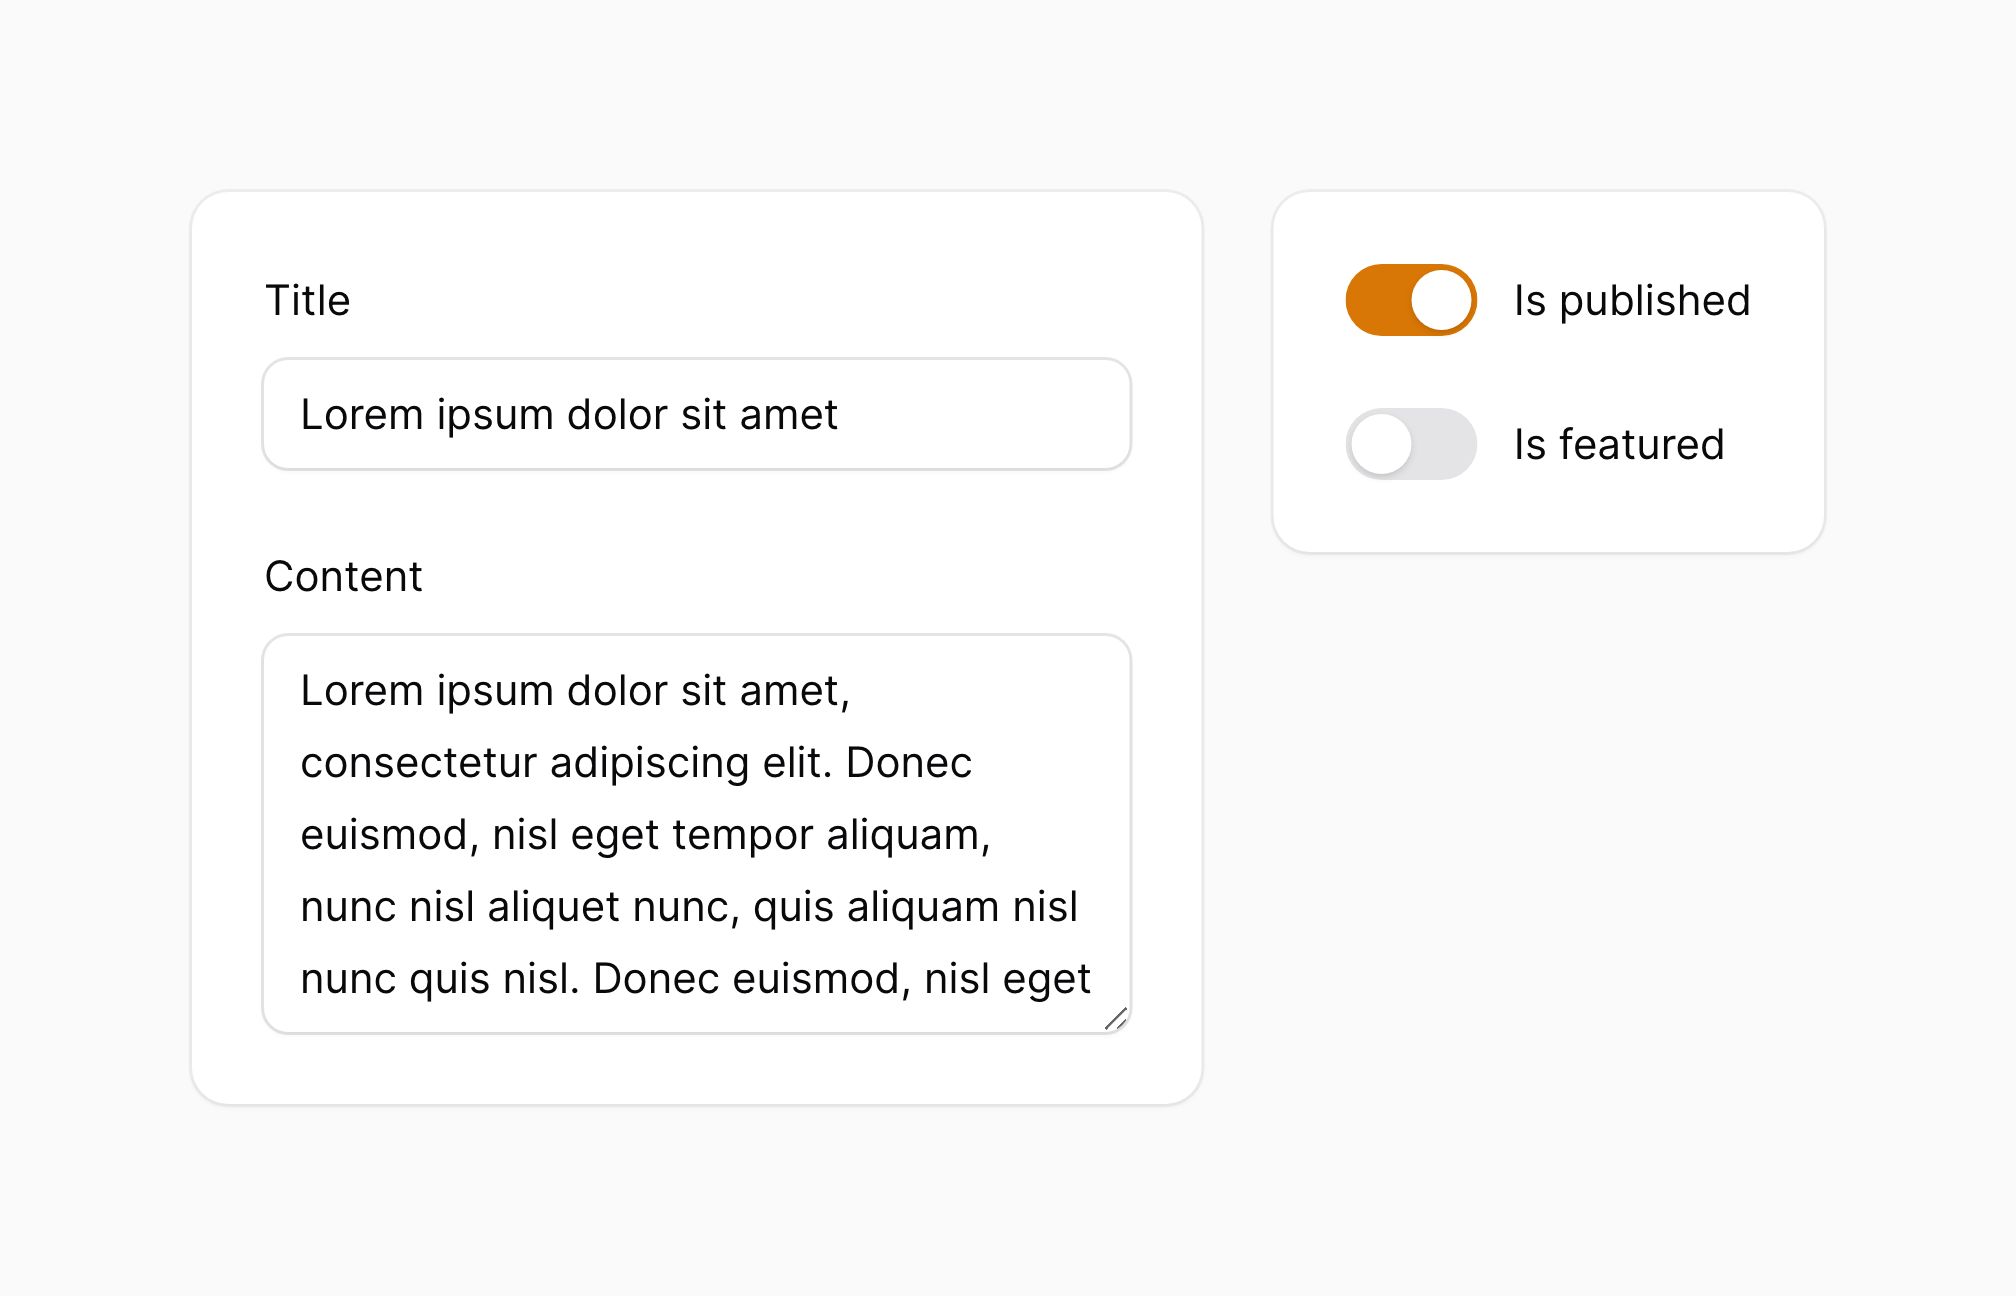 Title
Lorem ipsum dolor sit amet
Content
Lorem ipsum dolor sit amet,
consectetur adipiscing elit. Donec
euismod, nisl eget tempor aliquam,
nunc nisl aliquet nunc, quis aliquam nisl
nunc quis nisl. Donec euismod, nisl eget
Is published
Is featured